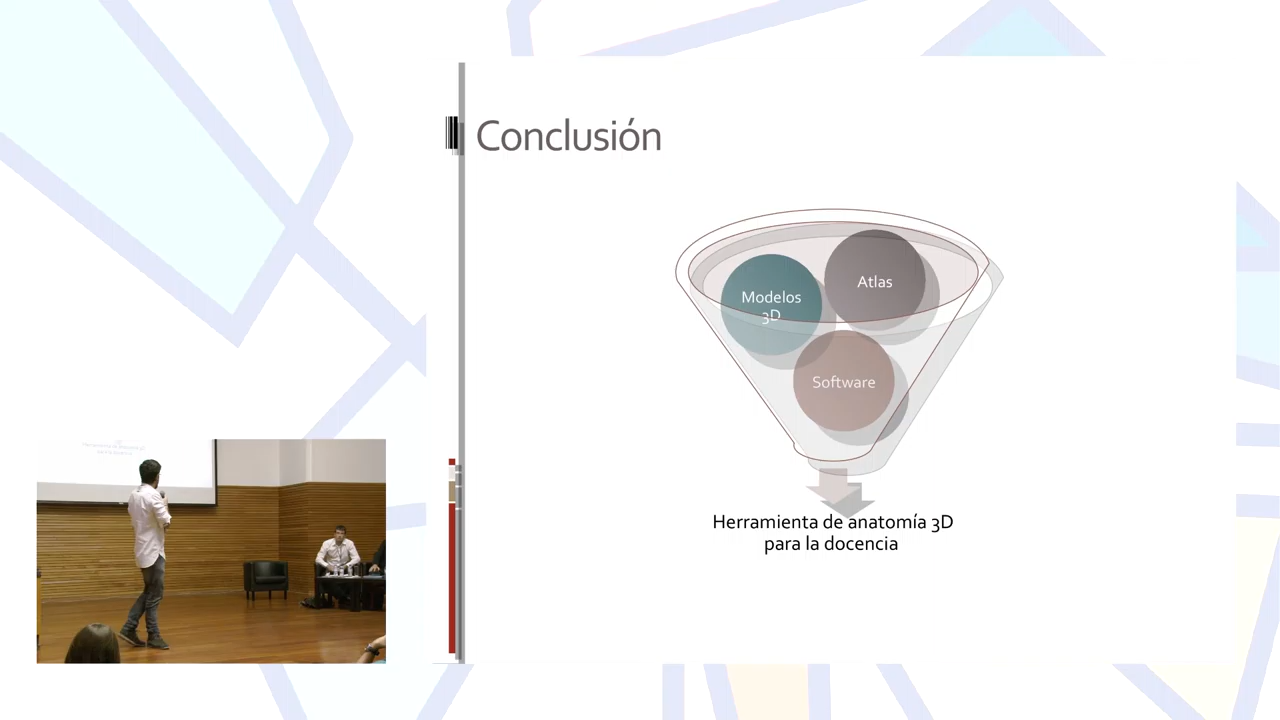 Conclusión
Atlas
Modelos
3D
Software
Herramienta de anatomía 3D
para la docencia